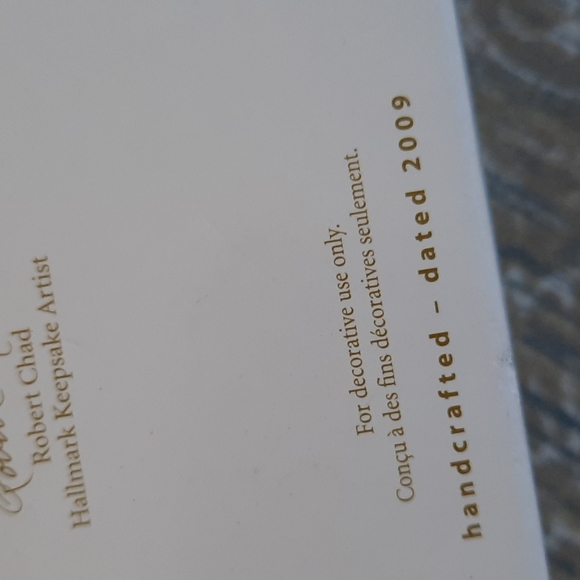 Robert Chad
Hallmark Keepsake Artist
For decorative use only.
Conçu à des fins décoratives seulement.
handcrafted – dated 2009